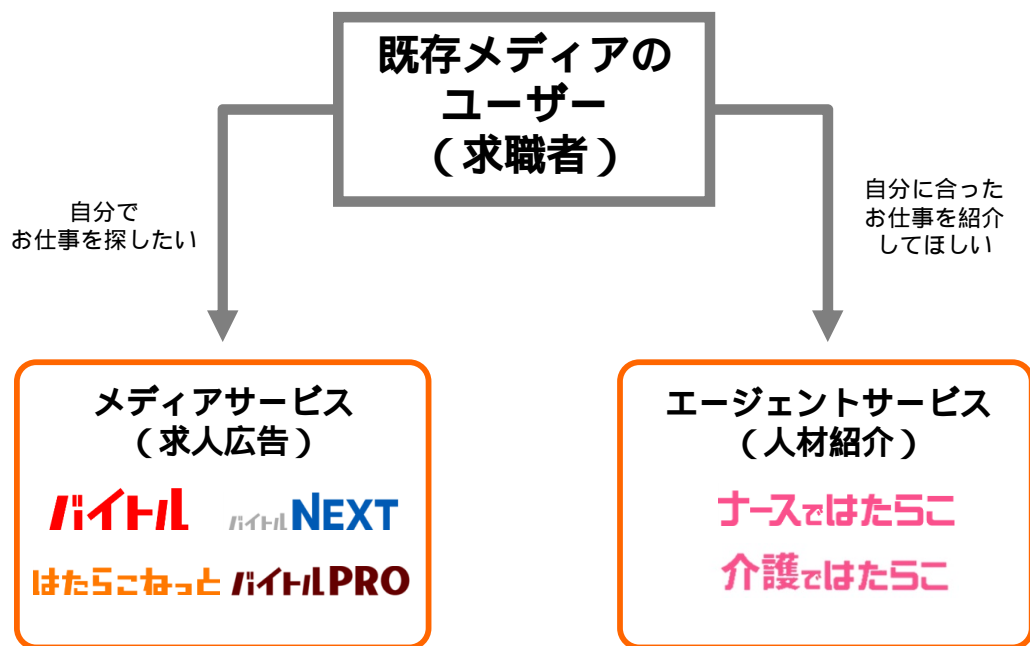 既存メディアの
ユーザー
（求職者）
自分で
お仕事を探したい
自分に合った
お仕事を紹介
してほしい
メディアサービス
（求人広告）
バイトル
バイトルNEXT
はたらこねっと
バイトルPRO
エージェントサービス
（人材紹介）
ナースではたらこ
介護ではたらこ